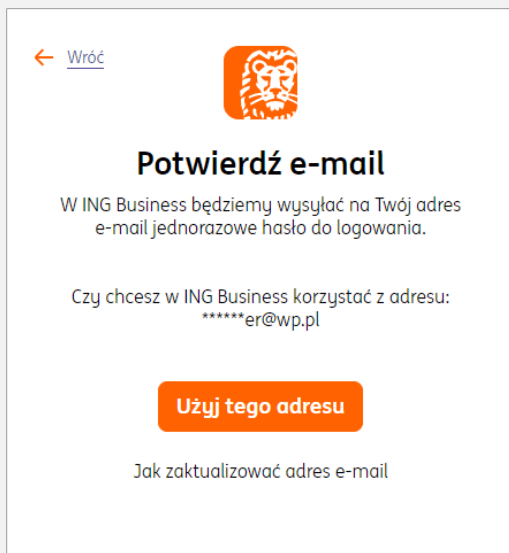 Wróć
Potwierdź e-mail
W ING Business będziemy wysyłać na Twój adres
e-mail jednorazowe hasło do logowania.
Czy chcesz w ING Business korzystać z adresu:
******er@wp.pl
Użyj tego adresu
Jak zaktualizować adres e-mail